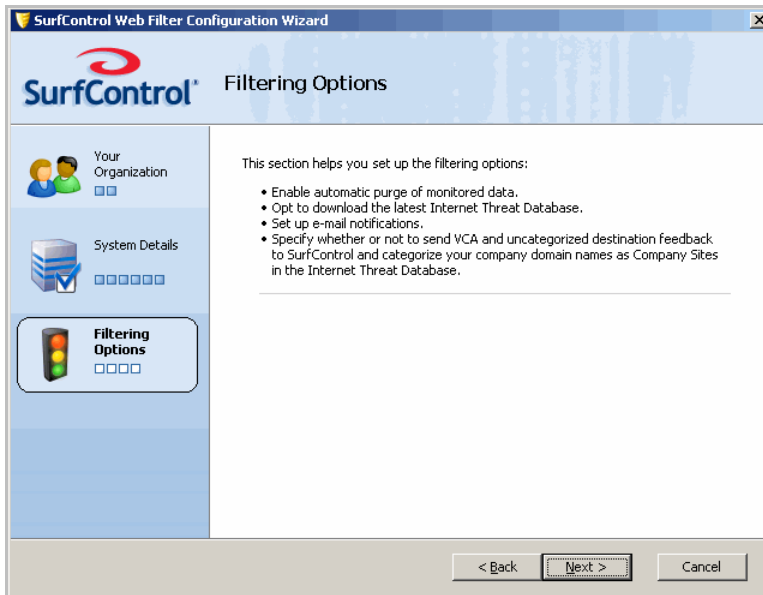 SurfControl Web Filter Configuration Wizard
SurfControl
Filtering Options
Your
Organization
System Details
Filtering
Options
This section helps you set up the filtering options:
• Enable automatic purge of monitored data.
• Opt to download the latest Internet Threat Database.
• Set up e-mail notifications.
• Specify whether or not to send VCA and uncategorized destination feedback
to SurfControl and categorize your company domain names as Company Sites
in the Internet Threat Database.
< Back
Next >
Cancel